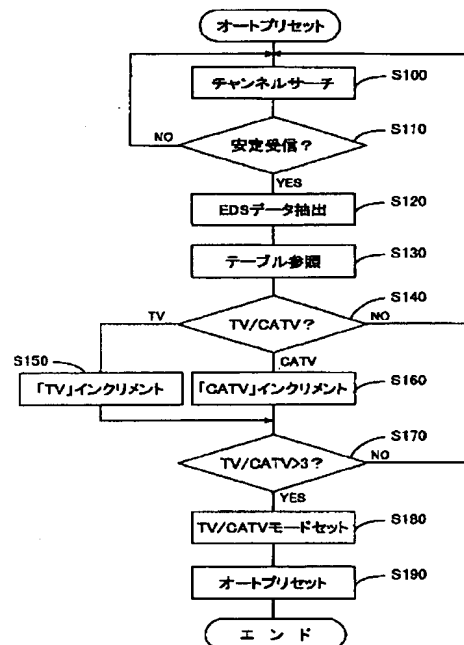 オートプリセット
チャンネルサーチ
S100
安定受信？
S110
NO
YES
EDSデータ抽出
S120
テーブル参照
S130
TV/CATV？
S140
TV
NO
CATV
S150
「TV」インクリメント
「CATV」インクリメント
S160
TV/CATV>3？
S170
NO
YES
TV/CATVモードセット
S180
オートプリセット
S190
エンド